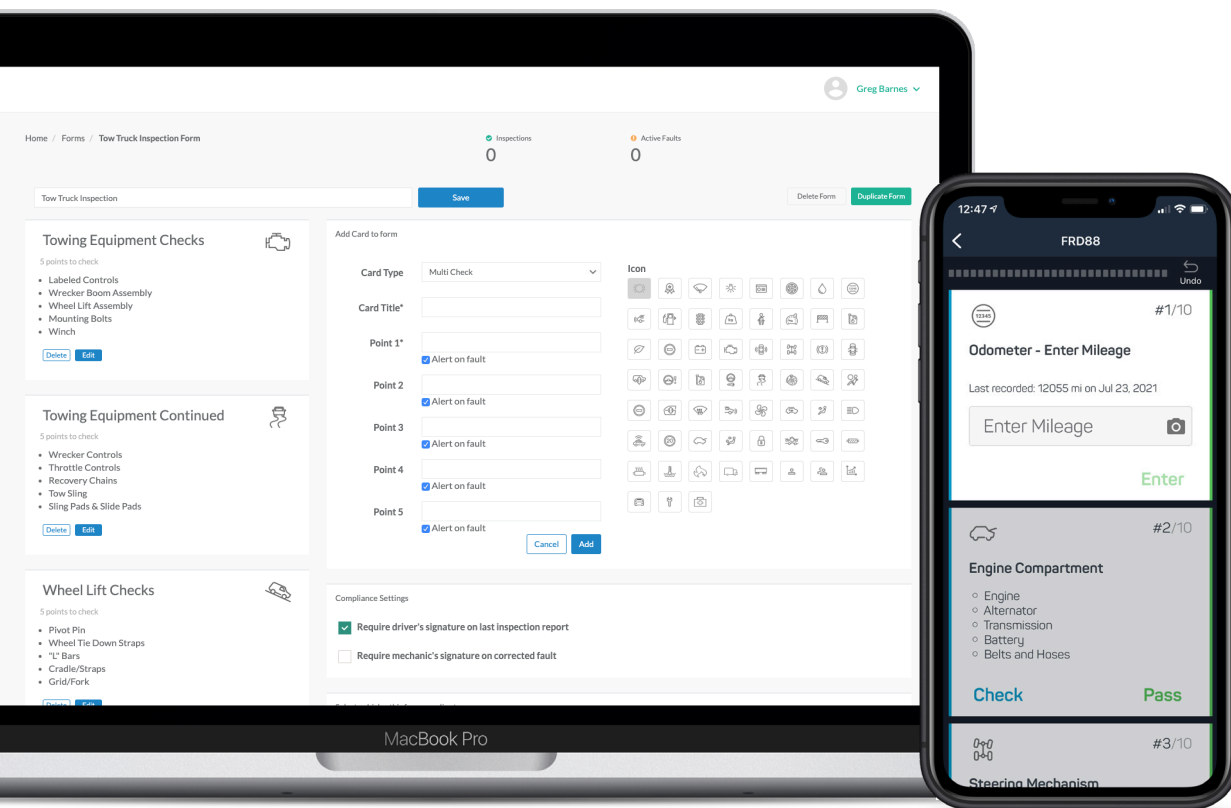 Greg Barnes
Home / Forms / Tow Truck Inspection Form
Inspections
0
Active Faults
0
Tow Truck Inspection
Save
Delete Form
Duplicate Form
Towing Equipment Checks
5 points to check
Labeled Controls
Wrecker Boom Assembly
Wheel Lift Assembly
Mounting Bolts
Winch
Delete
Edit
Towing Equipment Continued
5 points to check
Wrecker Controls
Throttle Controls
Recovery Chains
Tow Sling
Sling Pads & Slide Pads
Delete
Edit
Wheel Lift Checks
5 points to check
Pivot Pin
Wheel Tie Down Straps
"L" Bars
Cradle/Straps
Grid/Fork
Delete
Edit
Add Card to form
Card Type
Multi Check
Card Title*
Point 1*
Alert on fault
Point 2
Alert on fault
Point 3
Alert on fault
Point 4
Alert on fault
Point 5
Alert on fault
Cancel
Add
Icon
Compliance Settings
Require driver's signature on last inspection report
Require mechanic's signature on corrected fault
MacBook Pro
12:47
FRD88
Undo
12345
#1/10
Odometer - Enter Mileage
Last recorded: 12055 mi on Jul 23, 2021
Enter Mileage
Enter
#2/10
Engine Compartment
Engine
Alternator
Transmission
Battery
Belts and Hoses
Check
Pass
#3/10
Steering Mechanism